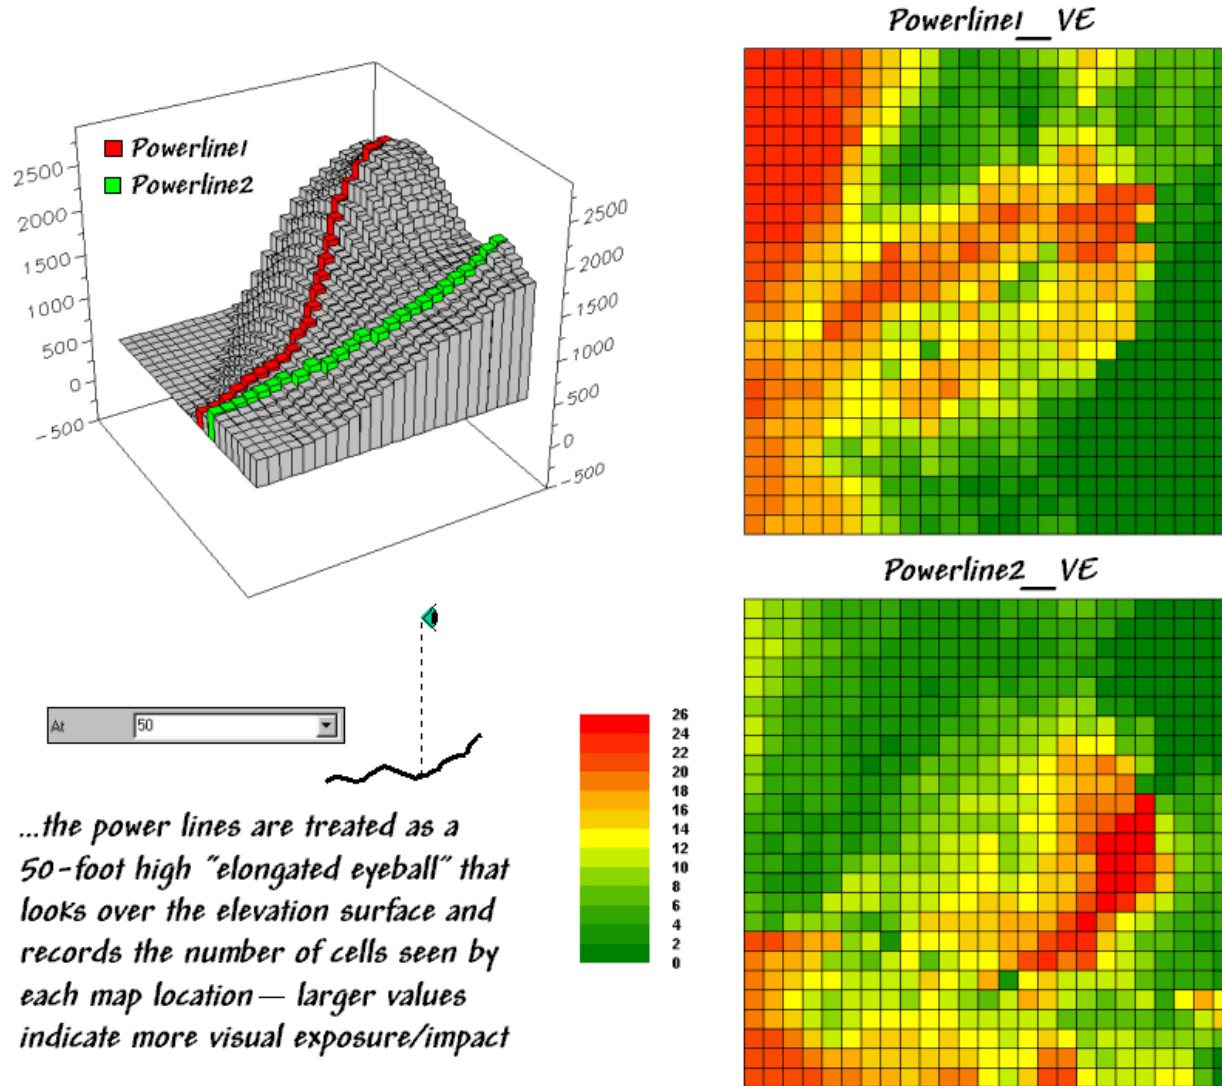 Powerline1__VE
Powerline1
Powerline2
2500
2000
1500
1000
500
0
-500
2500
2000
1500
1000
500
0
-500
Powerline2__VE
At 50
26
24
22
20
18
16
14
12
10
8
6
4
2
0
...the power lines are treated as a
50-foot high "elongated eyeball" that
looks over the elevation surface and
records the number of cells seen by
each map location — larger values
indicate more visual exposure/impact